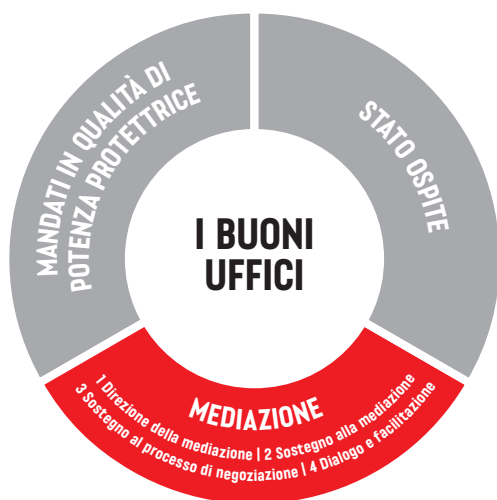 MANDATI IN QUALITÀ DI
POTENZA PROTETTRICE
STATO OSPITE
I BUONI
UFFICI
MEDIAZIONE
1 Direzione della mediazione | 2 Sostegno alla mediazione
3 Sostegno al processo di negoziazione | 4 Dialogo e facilitazione